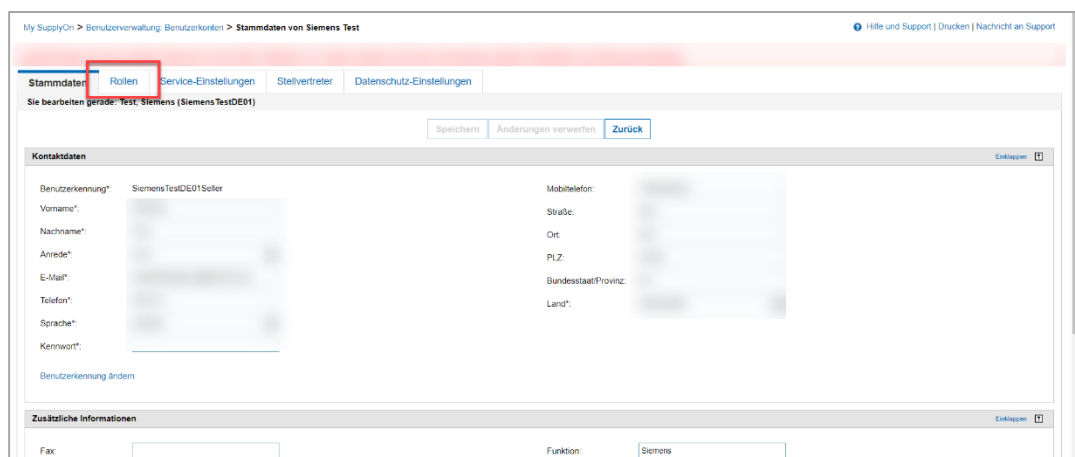 My SupplyOn > Benutzerverwaltung: Benutzerkonten > Stammdaten von Siemens Test
Hilfe und Support | Drucken | Nachricht an Support
Stammdaten Rollen Service-Einstellungen Stellvertreter Datenschutz-Einstellungen
Sie bearbeiten gerade: Test, Siemens (SiemensTestDE01)
Speichern Änderungen verwerfen Zurück
Kontaktdaten Einklappen
Benutzerkennung*: SiemensTestDE01Seller Mobiltelefon:
Vorname*: Straße:
Nachname*: Ort:
Anrede*: PLZ:
E-Mail*: Bundesstaat/Provinz:
Telefon*: Land*:
Sprache*:
Kennwort*:
Benutzerkennung ändern
Zusätzliche Informationen Einklappen
Fax: Funktion: Siemens